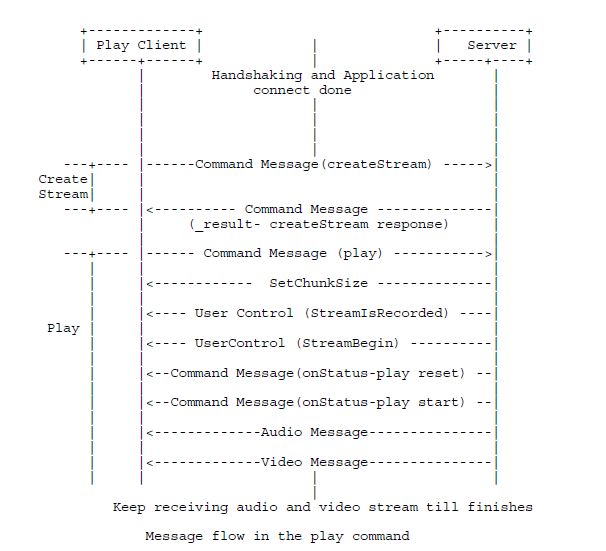 Play Client Server
Handshaking and Application
connect done
------Command Message(createStream) ----->
Create
Stream
<---------- Command Message --------------
(_result- createStream response)
------ Command Message (play) ----------->
<------------ SetChunkSize --------------
<---- User Control (StreamIsRecorded) ----
Play
<---- UserControl (StreamBegin) ----------
<--Command Message(onStatus-play reset) --
<--Command Message(onStatus-play start) --
<-------------Audio Message---------------
<-------------Video Message---------------
Keep receiving audio and video stream till finishes
Message flow in the play command